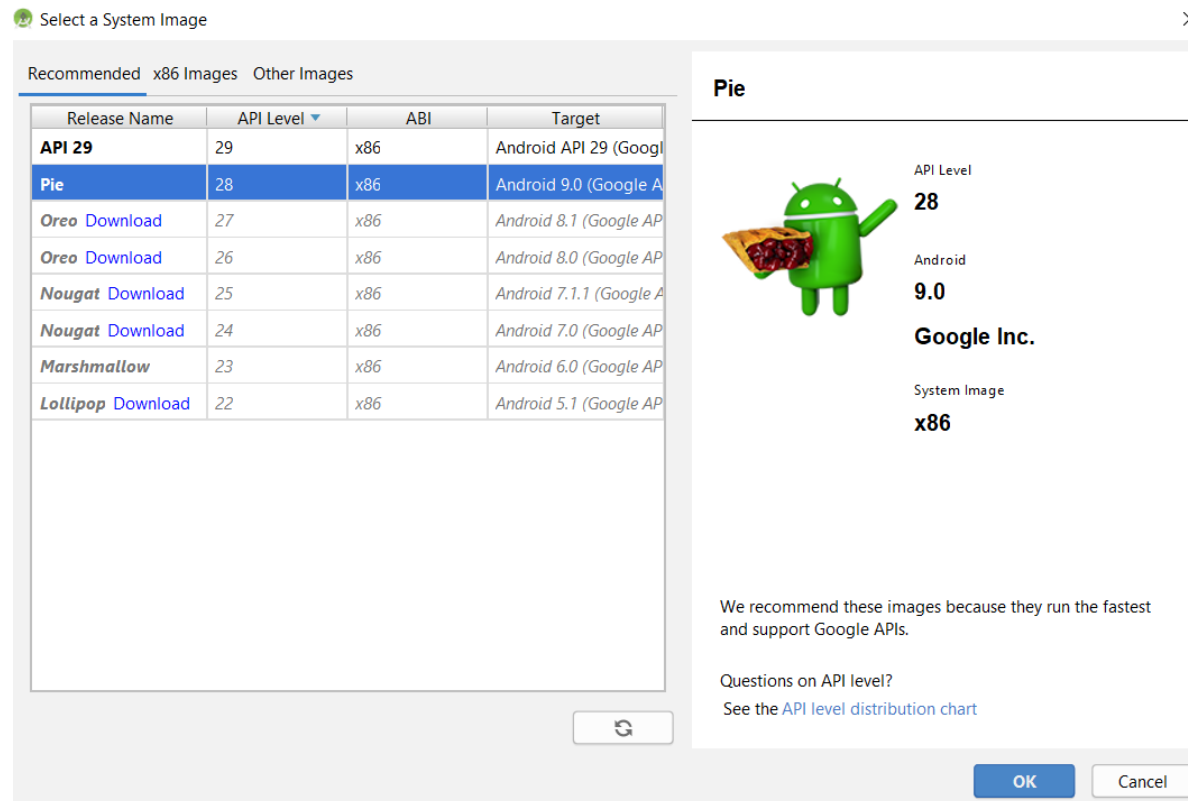 Select a System Image
Recommended x86 Images Other Images
Release Name API Level ABI Target
API 29 29 x86 Android API 29 (Googl
Pie 28 x86 Android 9.0 (Google A
Oreo Download 27 x86 Android 8.1 (Google AP
Oreo Download 26 x86 Android 8.0 (Google AP
Nougat Download 25 x86 Android 7.1.1 (Google A
Nougat Download 24 x86 Android 7.0 (Google AP
Marshmallow 23 x86 Android 6.0 (Google AP
Lollipop Download 22 x86 Android 5.1 (Google AP
Pie
API Level
28
Android
9.0
Google Inc.
System Image
x86
We recommend these images because they run the fastest
and support Google APIs.
Questions on API level?
See the API level distribution chart
OK Cancel